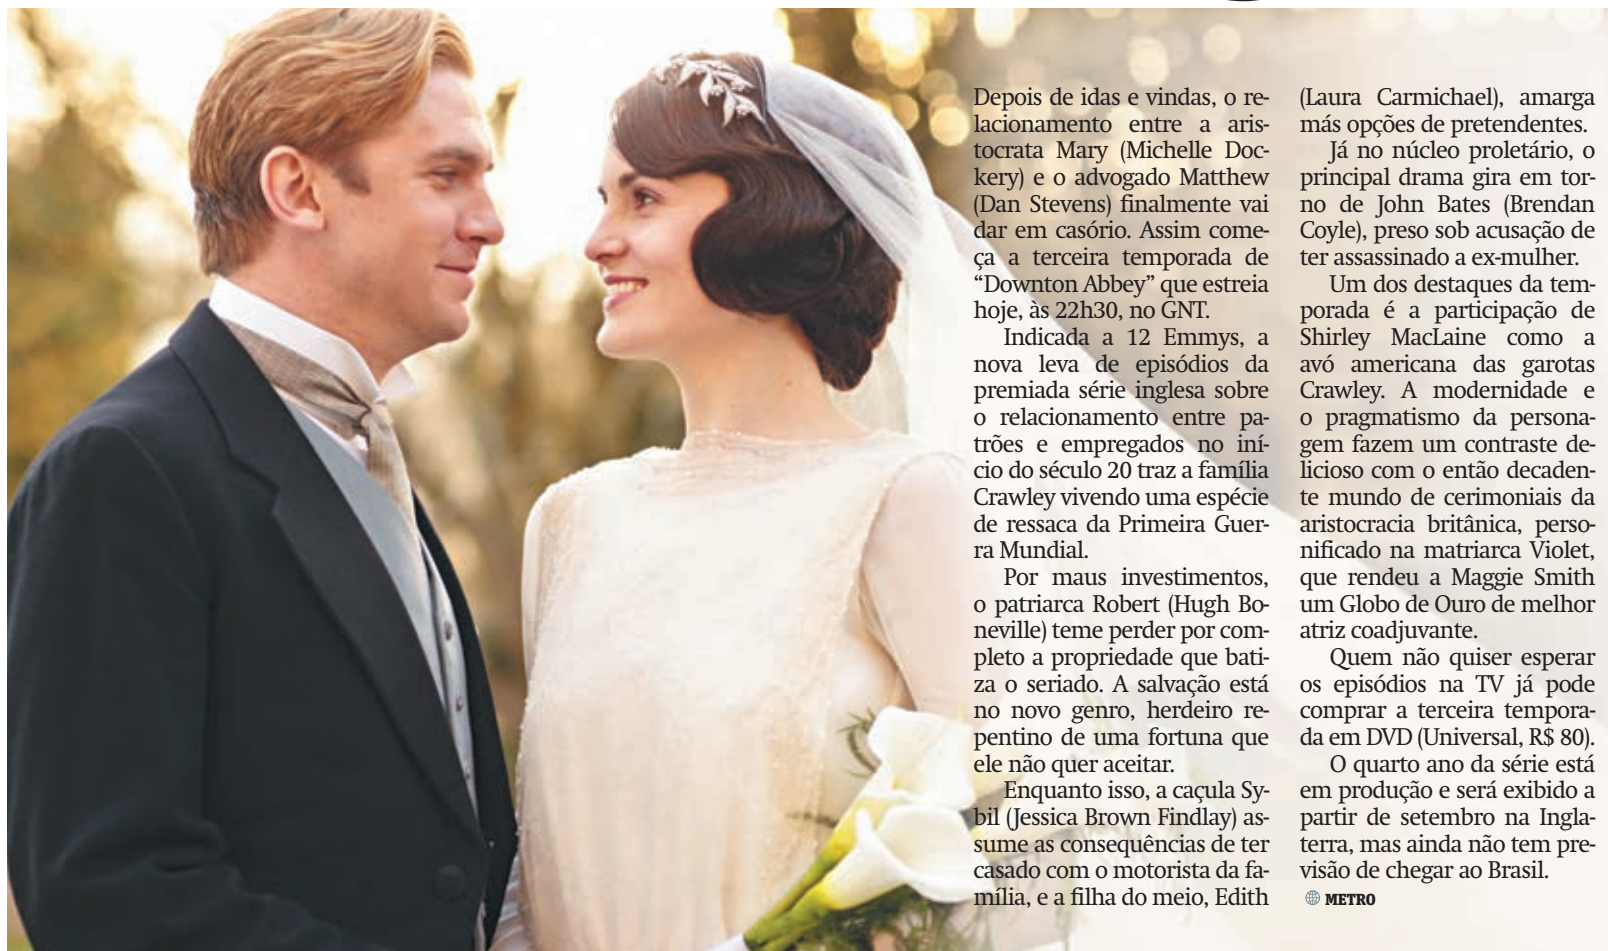 Depois de idas e vindas, o re-
lacionamento entre a aris-
tocrata Mary (Michelle Doc-
kery) e o advogado Matthew
(Dan Stevens) finalmente vai
dar em casório. Assim come-
ça a terceira temporada de
“Downton Abbey” que estreia
hoje, às 22h30, no GNT.
Indicada a 12 Emmys, a
nova leva de episódios da
premiada série inglesa sobre
o relacionamento entre pa-
trões e empregados no iní-
cio do século 20 traz a família
Crawley vivendo uma espécie
de ressaca da Primeira Guer-
ra Mundial.
Por maus investimentos,
o patriarca Robert (Hugh Bo-
neville) teme perder por com-
pleto a propriedade que bati-
za o seriado. A salvação está
no novo genro, herdeiro re-
pentino de uma fortuna que
ele não quer aceitar.
Enquanto isso, a caçula Sy-
bil (Jessica Brown Findlay) as-
sume as consequências de ter
casado com o motorista da fa-
mília, e a filha do meio, Edith
(Laura Carmichael), amarga
más opções de pretendentes.
Já no núcleo proletário, o
principal drama gira em tor-
no de John Bates (Brendan
Coyle), preso sob acusação de
ter assassinado a ex-mulher.
Um dos destaques da tem-
porada é a participação de
Shirley MacLaine como a
avó americana das garotas
Crawley. A modernidade e
o pragmatismo da persona-
gem fazem um contraste de-
licioso com o então decaden-
te mundo de cerimoniais da
aristocracia britânica, perso-
nificado na matriarca Violet,
que rendeu a Maggie Smith
um Globo de Ouro de melhor
atriz coadjuvante.
Quem não quiser esperar
os episódios na TV já pode
comprar a terceira tempora-
da em DVD (Universal, R$ 80).
O quarto ano da série está
em produção e será exibido a
partir de setembro na Ingla-
terra, mas ainda não tem pre-
visão de chegar ao Brasil.
METRO